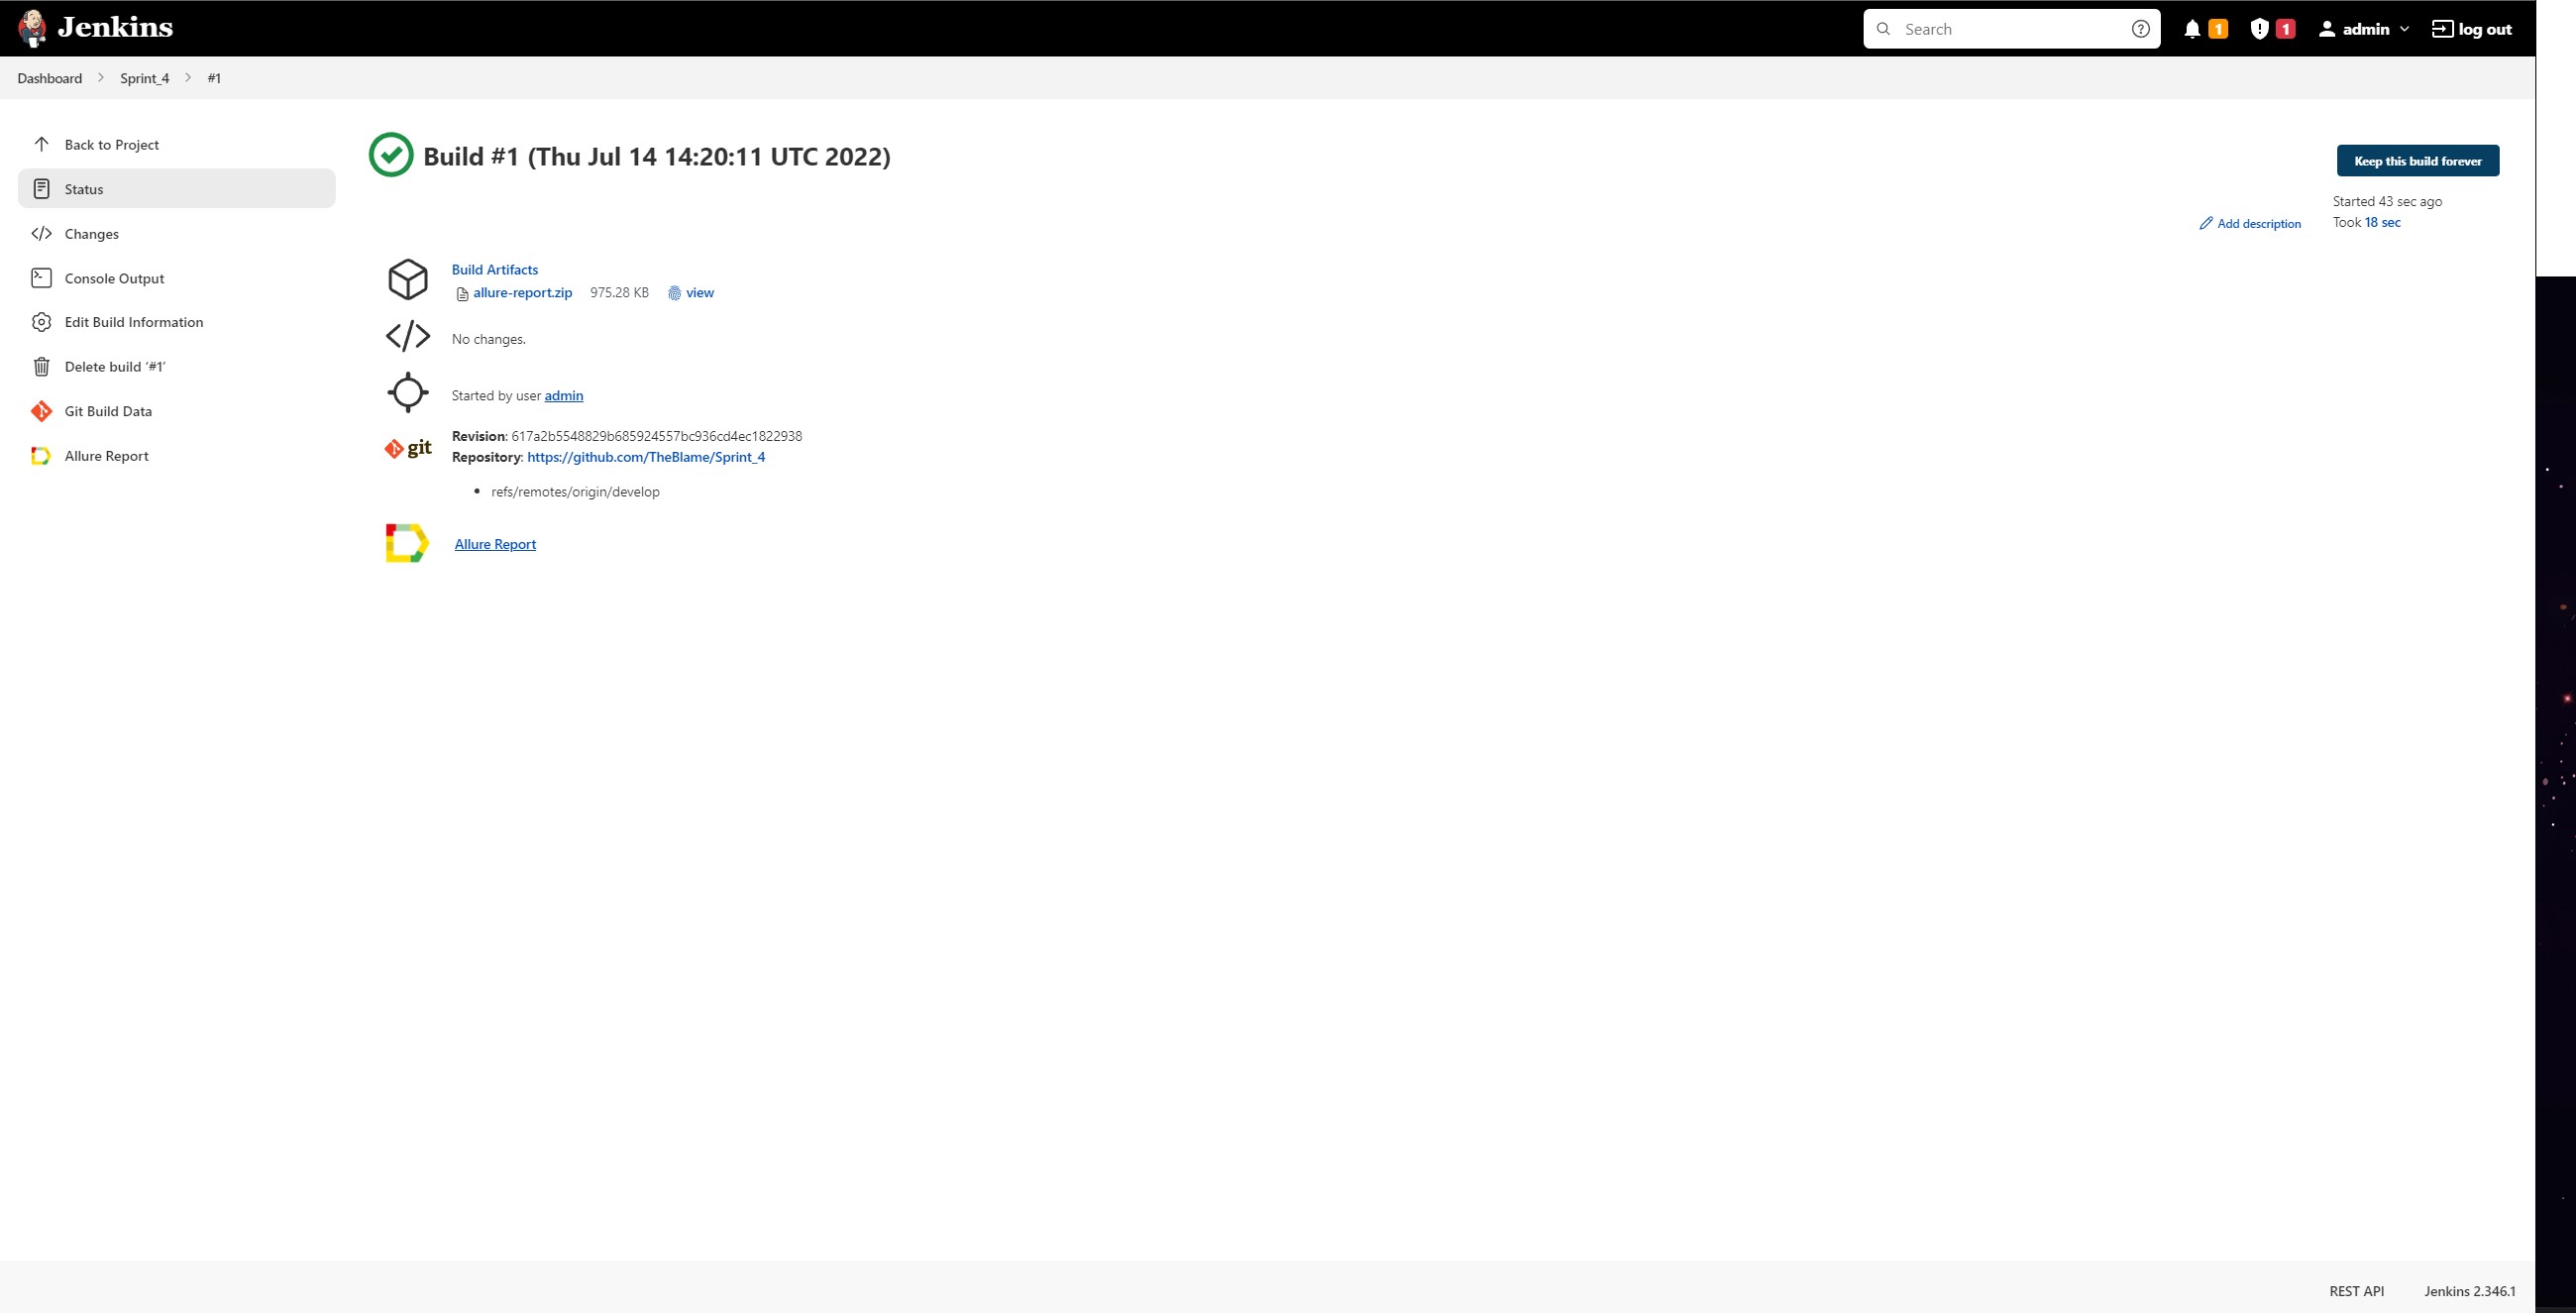 Jenkins
Search
1
1
admin
log out
Dashboard
Sprint_4
#1
Back to Project
Status
Changes
Console Output
Edit Build Information
Delete build ‘#1’
Git Build Data
Allure Report
Build #1 (Thu Jul 14 14:20:11 UTC 2022)
Keep this build forever
Started 43 sec ago
Took 18 sec
Add description
Build Artifacts
allure-report.zip 975.28 KB view
No changes.
Started by user admin
git
Revision: 617a2b5548829b685924557bc936cd4ec1822938
Repository: https://github.com/TheBlame/Sprint_4
refs/remotes/origin/develop
Allure Report
REST API
Jenkins 2.346.1